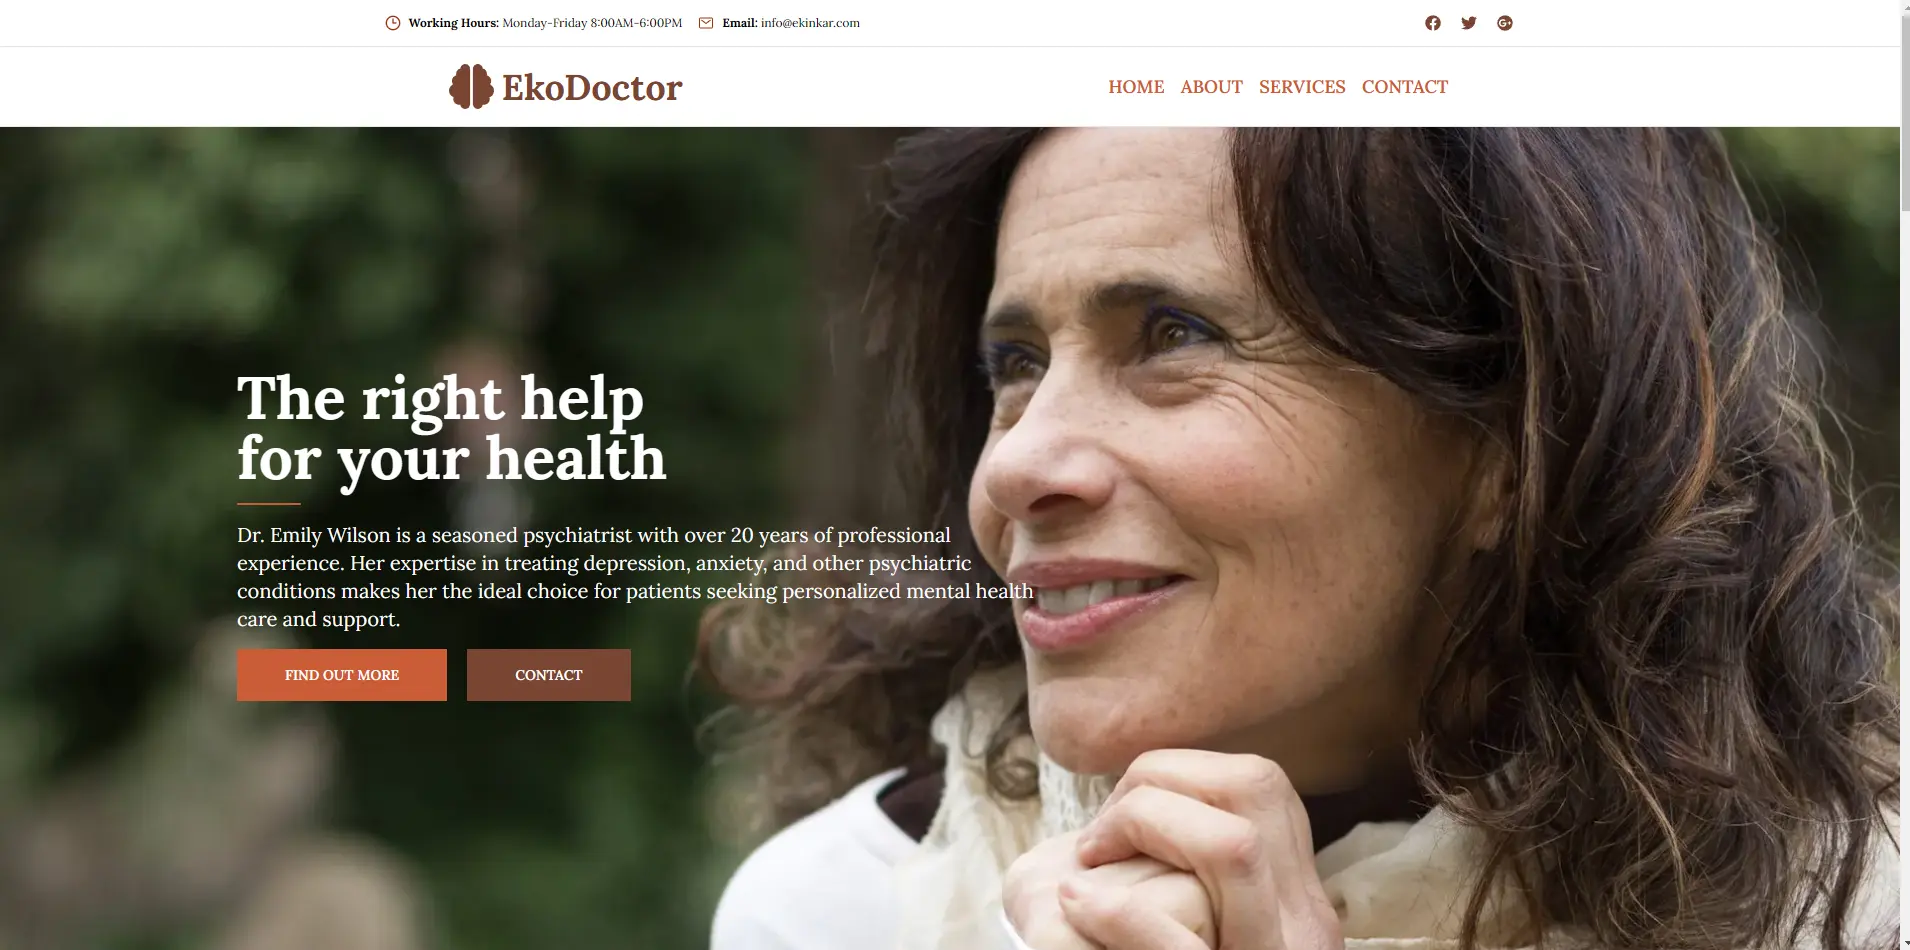 Working Hours: Monday-Friday 8:00AM-6:00PM Email: info@ekinkar.com
EkoDoctor
HOME ABOUT SERVICES CONTACT
The right help
for your health
Dr. Emily Wilson is a seasoned psychiatrist with over 20 years of professional
experience. Her expertise in treating depression, anxiety, and other psychiatric
conditions makes her the ideal choice for patients seeking personalized mental health
care and support.
FIND OUT MORE CONTACT